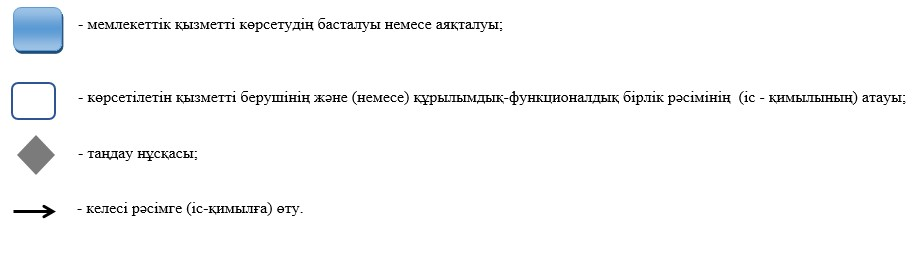 - мемлекеттік қызметті көрсетудің басталуы немесе аяқталуы;
- көрсетілетін қызметті берушінің және (немесе) құрылымдық-функционалдық бірлік рәсімінің (іс - қимылының) атауы;
- таңдау нұсқасы;
- келесі рәсімге (іс-қимылға) өту.